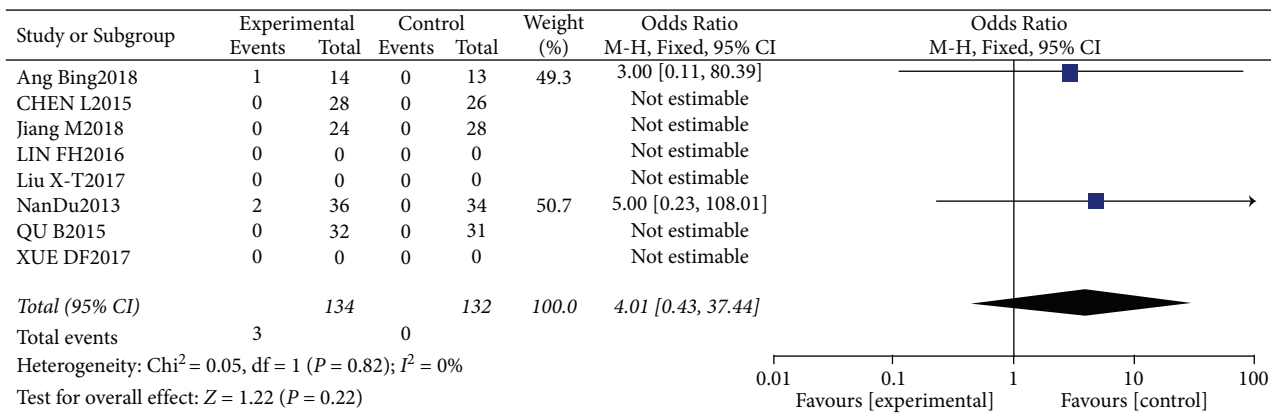 Study or Subgroup Experimental Control Weight Odds Ratio Odds Ratio
Events Total Events Total (%) M-H, Fixed, 95% CI M-H, Fixed, 95% CI
Ang Bing2018 1 14 0 13 49.3 3.00 [0.11, 80.39]
CHEN L2015 0 28 0 26 Not estimable
Jiang M2018 0 24 0 28 Not estimable
LIN FH2016 0 0 0 0 Not estimable
Liu X-T2017 0 0 0 0 Not estimable
NanDu2013 2 36 0 34 50.7 5.00 [0.23, 108.01]
QU B2015 0 32 0 31 Not estimable
XUE DF2017 0 0 0 0 Not estimable
Total (95% CI) 134 132 100.0 4.01 [0.43, 37.44]
Total events 3 0
Heterogeneity: Chi² = 0.05, df = 1 (P = 0.82); I² = 0%
Test for overall effect: Z = 1.22 (P = 0.22)
0.01 0.1 1 10 100
Favours [experimental] Favours [control]